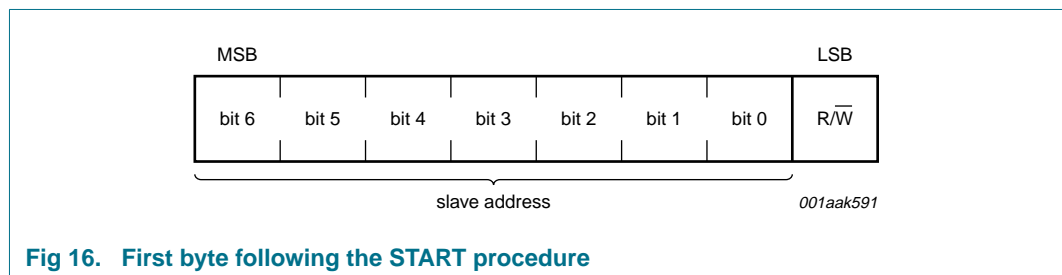 MSB LSB
bit 6 bit 5 bit 4 bit 3 bit 2 bit 1 bit 0 R/W̅
slave address 001aak591
Fig 16. First byte following the START procedure